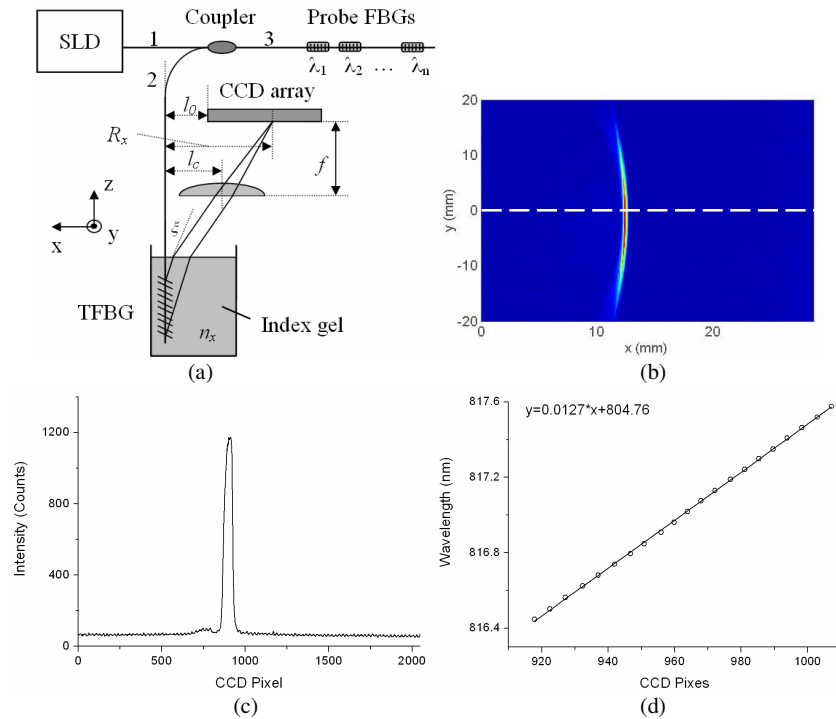 Coupler
Probe FBGs
SLD
1
3
2
λ1 λ2 ... λn
CCD array
l0
Rx
lc
f
z
x
y
ξ
TFBG
nx
Index gel
(a)
20
10
0
-10
-20
y (mm)
0 10 20
x (mm)
(b)
1200
800
400
0
Intensity (Counts)
0 500 1000 1500 2000
CCD Pixel
(c)
y=0.0127*x+804.76
817.6
817.2
816.8
816.4
Wavelength (nm)
920 940 960 980 1000
CCD Pixes
(d)